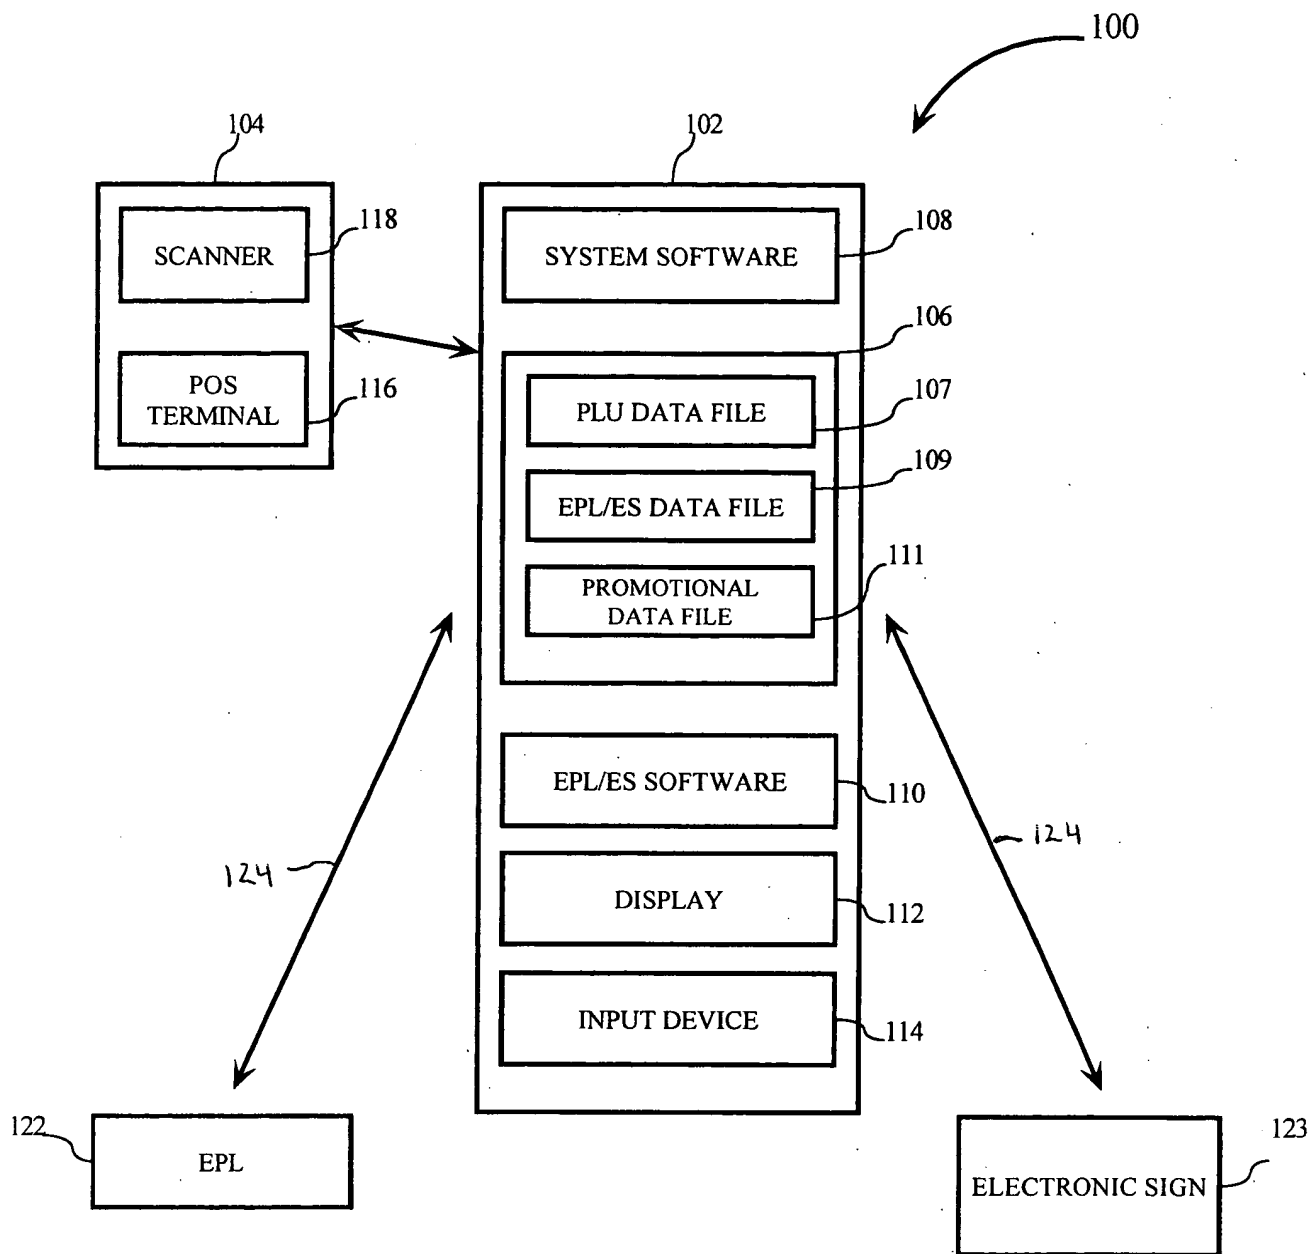 100
104
102
SCANNER
118
SYSTEM SOFTWARE
108
106
POS
TERMINAL
116
PLU DATA FILE
107
109
EPL/ES DATA FILE
111
PROMOTIONAL
DATA FILE
EPL/ES SOFTWARE
110
124
124
DISPLAY
112
INPUT DEVICE
114
122
EPL
123
ELECTRONIC SIGN